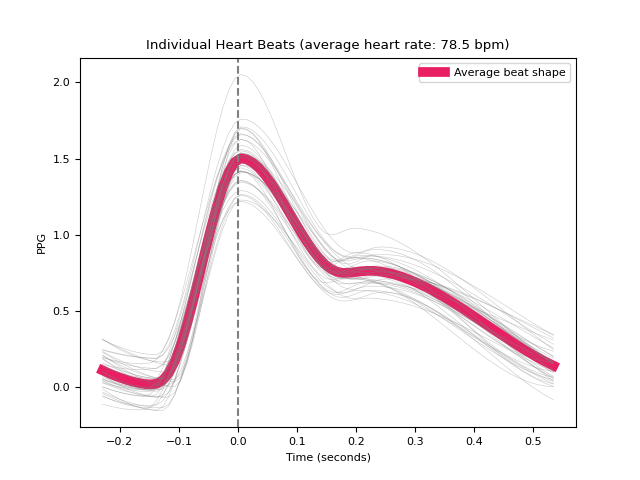 Individual Heart Beats (average heart rate: 78.5 bpm)
Average beat shape
PPG
2.0
1.5
1.0
0.5
0.0
−0.2 −0.1 0.0 0.1 0.2 0.3 0.4 0.5
Time (seconds)